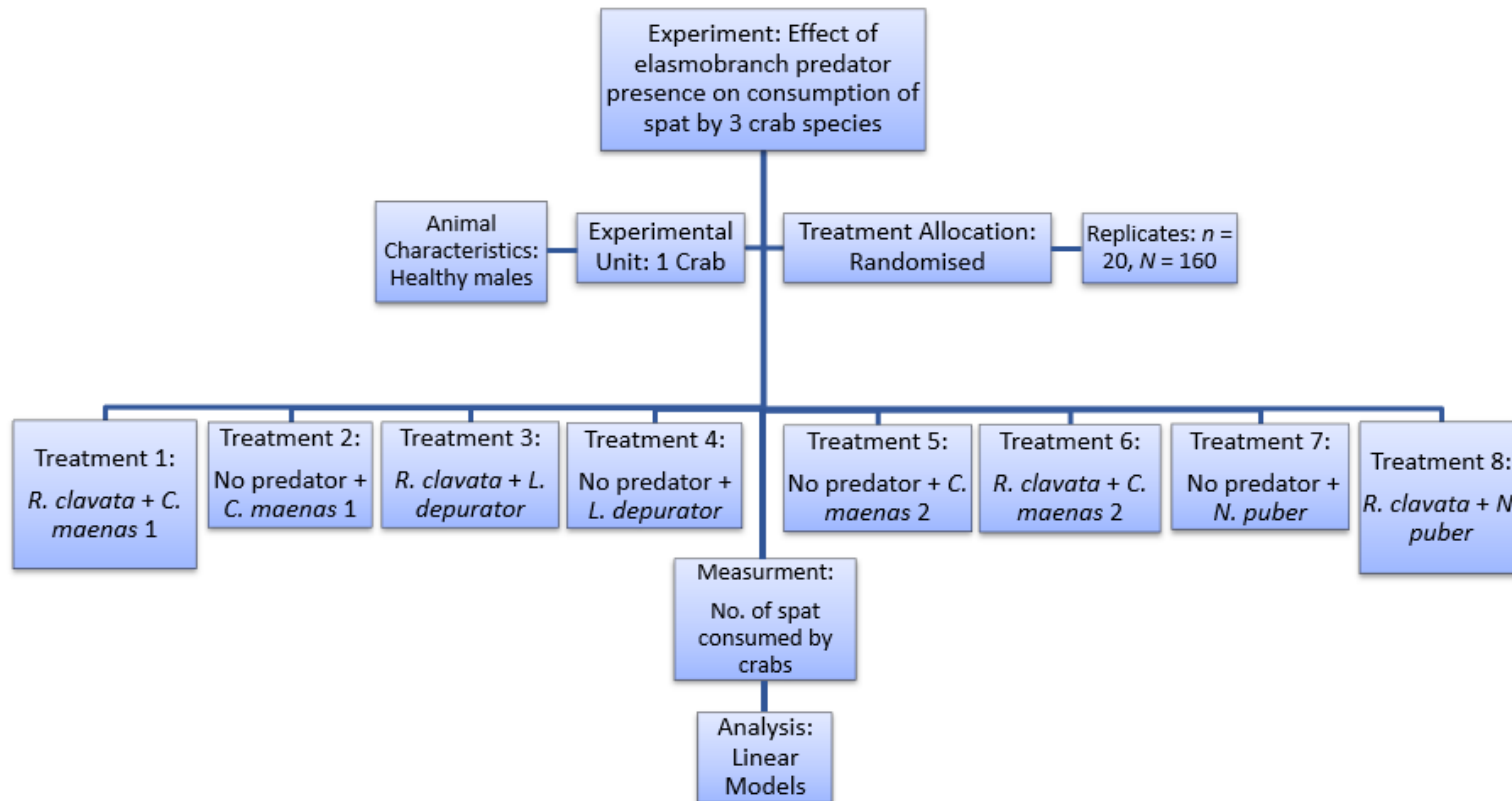 Experiment: Effect of
elasmobranch predator
presence on consumption of
spat by 3 crab species
Animal
Characteristics:
Healthy males
Experimental
Unit: 1 Crab
Treatment Allocation:
Randomised
Replicates: n =
20, N = 160
Treatment 1:
R. clavata + C.
maenas 1
Treatment 2:
No predator +
C. maenas 1
Treatment 3:
R. clavata + L.
depurator
Treatment 4:
No predator +
L. depurator
Treatment 5:
No predator + C.
maenas 2
Treatment 6:
R. clavata + C.
maenas 2
Treatment 7:
No predator +
N. puber
Treatment 8:
R. clavata + N
puber
Measurment:
No. of spat
consumed by
crabs
Analysis:
Linear
Models